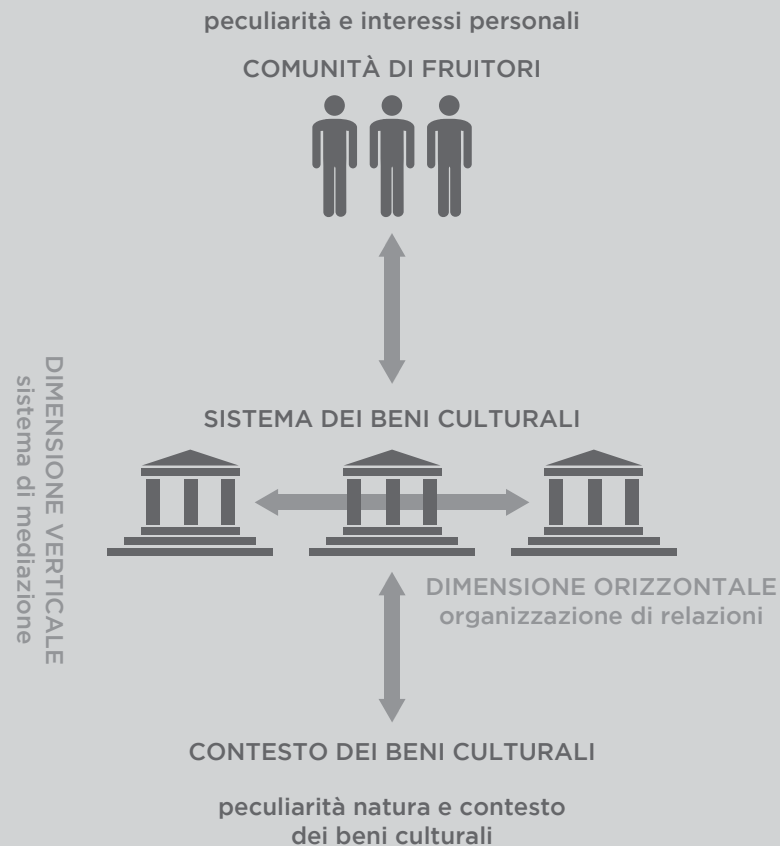 peculiarità e interessi personali
COMUNITÀ DI FRUITORI
DIMENSIONE VERTICALE
sistema di mediazione
SISTEMA DEI BENI CULTURALI
DIMENSIONE ORIZZONTALE
organizzazione di relazioni
CONTESTO DEI BENI CULTURALI
peculiarità natura e contesto
dei beni culturali